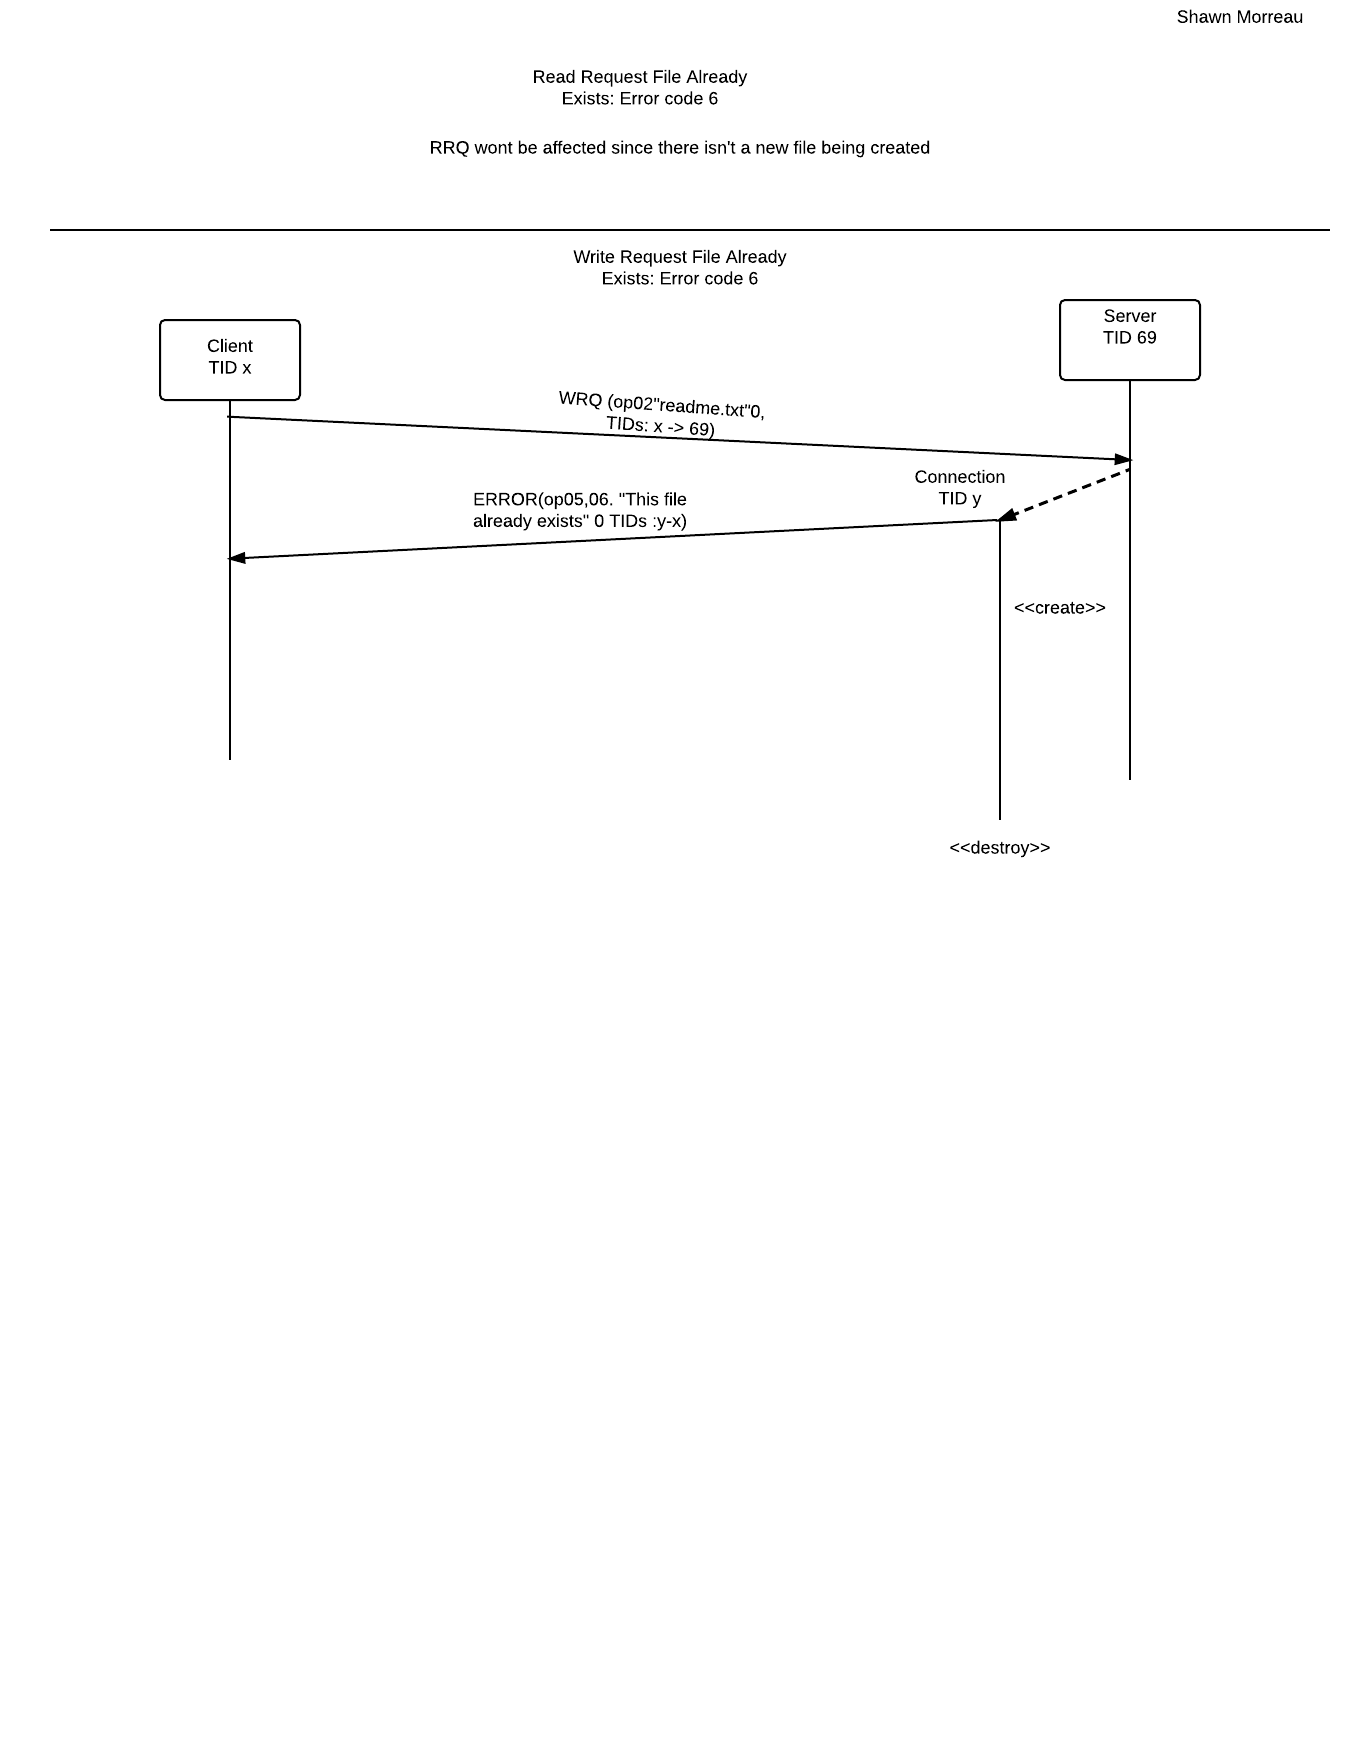 Shawn Morreau
Read Request File Already
Exists: Error code 6
RRQ wont be affected since there isn't a new file being created
Write Request File Already
Exists: Error code 6
Server
TID 69
Client
TID x
WRQ (op02"readme.txt"0,
TIDs: x -> 69)
Connection
TID y
ERROR(op05,06. "This file
already exists" 0 TIDs :y-x)
<<create>>
<<destroy>>